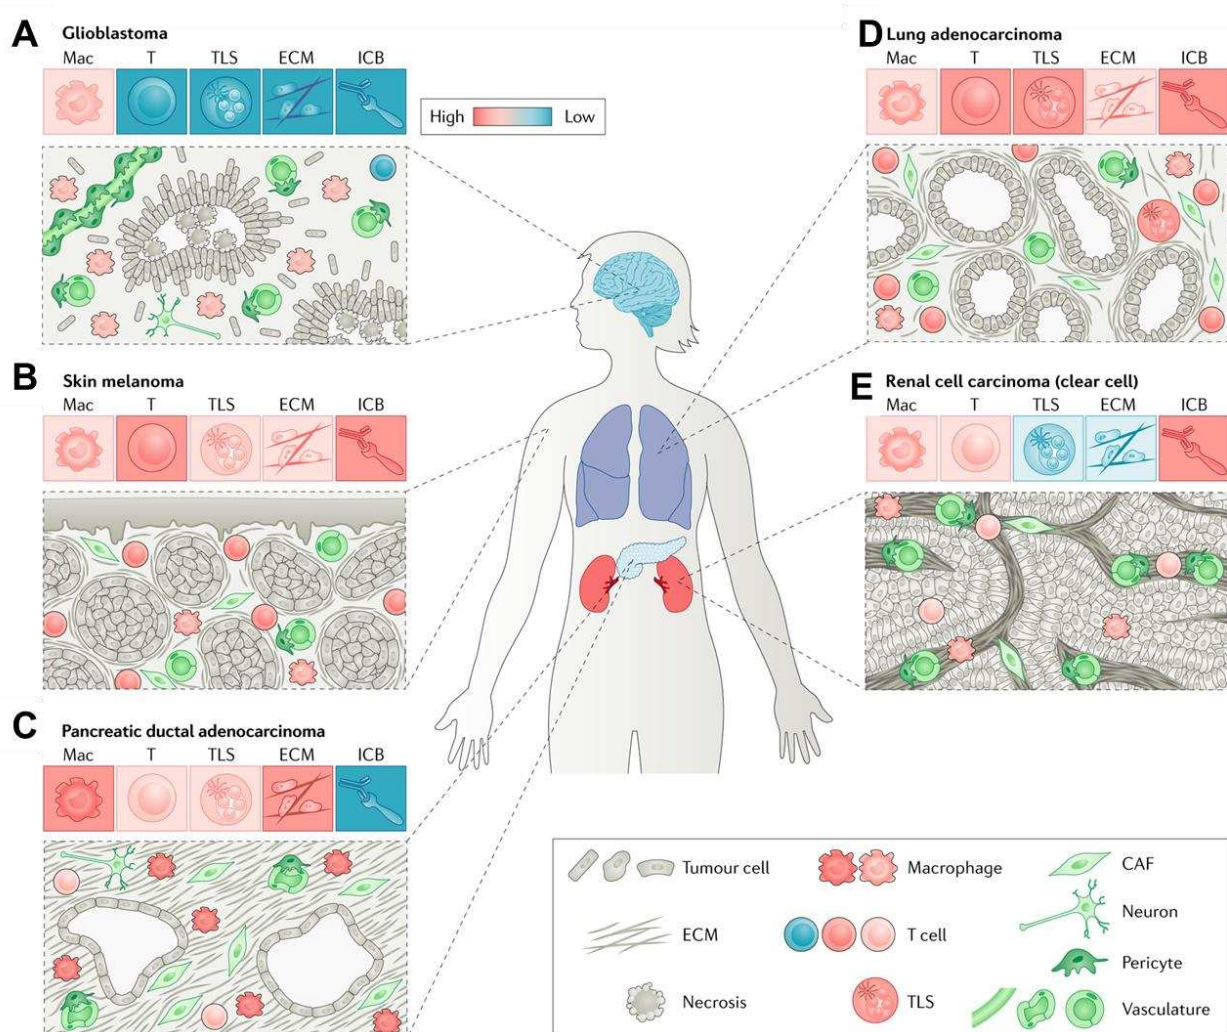 A
Glioblastoma
Mac T TLS ECM ICB
High Low
B
Skin melanoma
Mac T TLS ECM ICB
C
Pancreatic ductal adenocarcinoma
Mac T TLS ECM ICB
D
Lung adenocarcinoma
Mac T TLS ECM ICB
E
Renal cell carcinoma (clear cell)
Mac T TLS ECM ICB
Tumour cell
ECM
Necrosis
Macrophage
T cell
TLS
CAF
Neuron
Pericyte
Vasculature